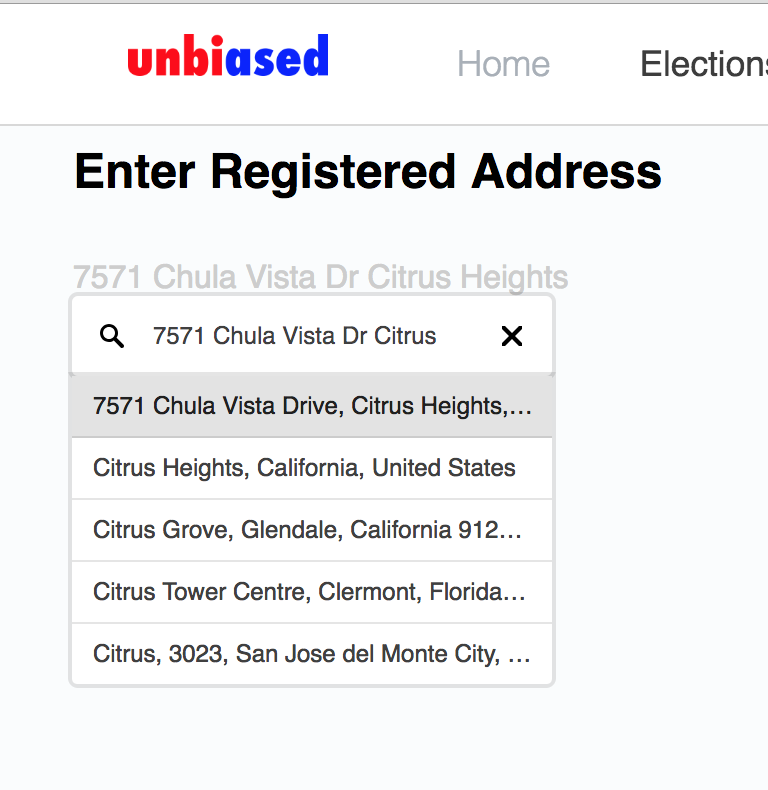 unbiased Home Elections
Enter Registered Address
7571 Chula Vista Dr Citrus Heights
7571 Chula Vista Dr Citrus
7571 Chula Vista Drive, Citrus Heights,...
Citrus Heights, California, United States
Citrus Grove, Glendale, California 912...
Citrus Tower Centre, Clermont, Florida...
Citrus, 3023, San Jose del Monte City, ...